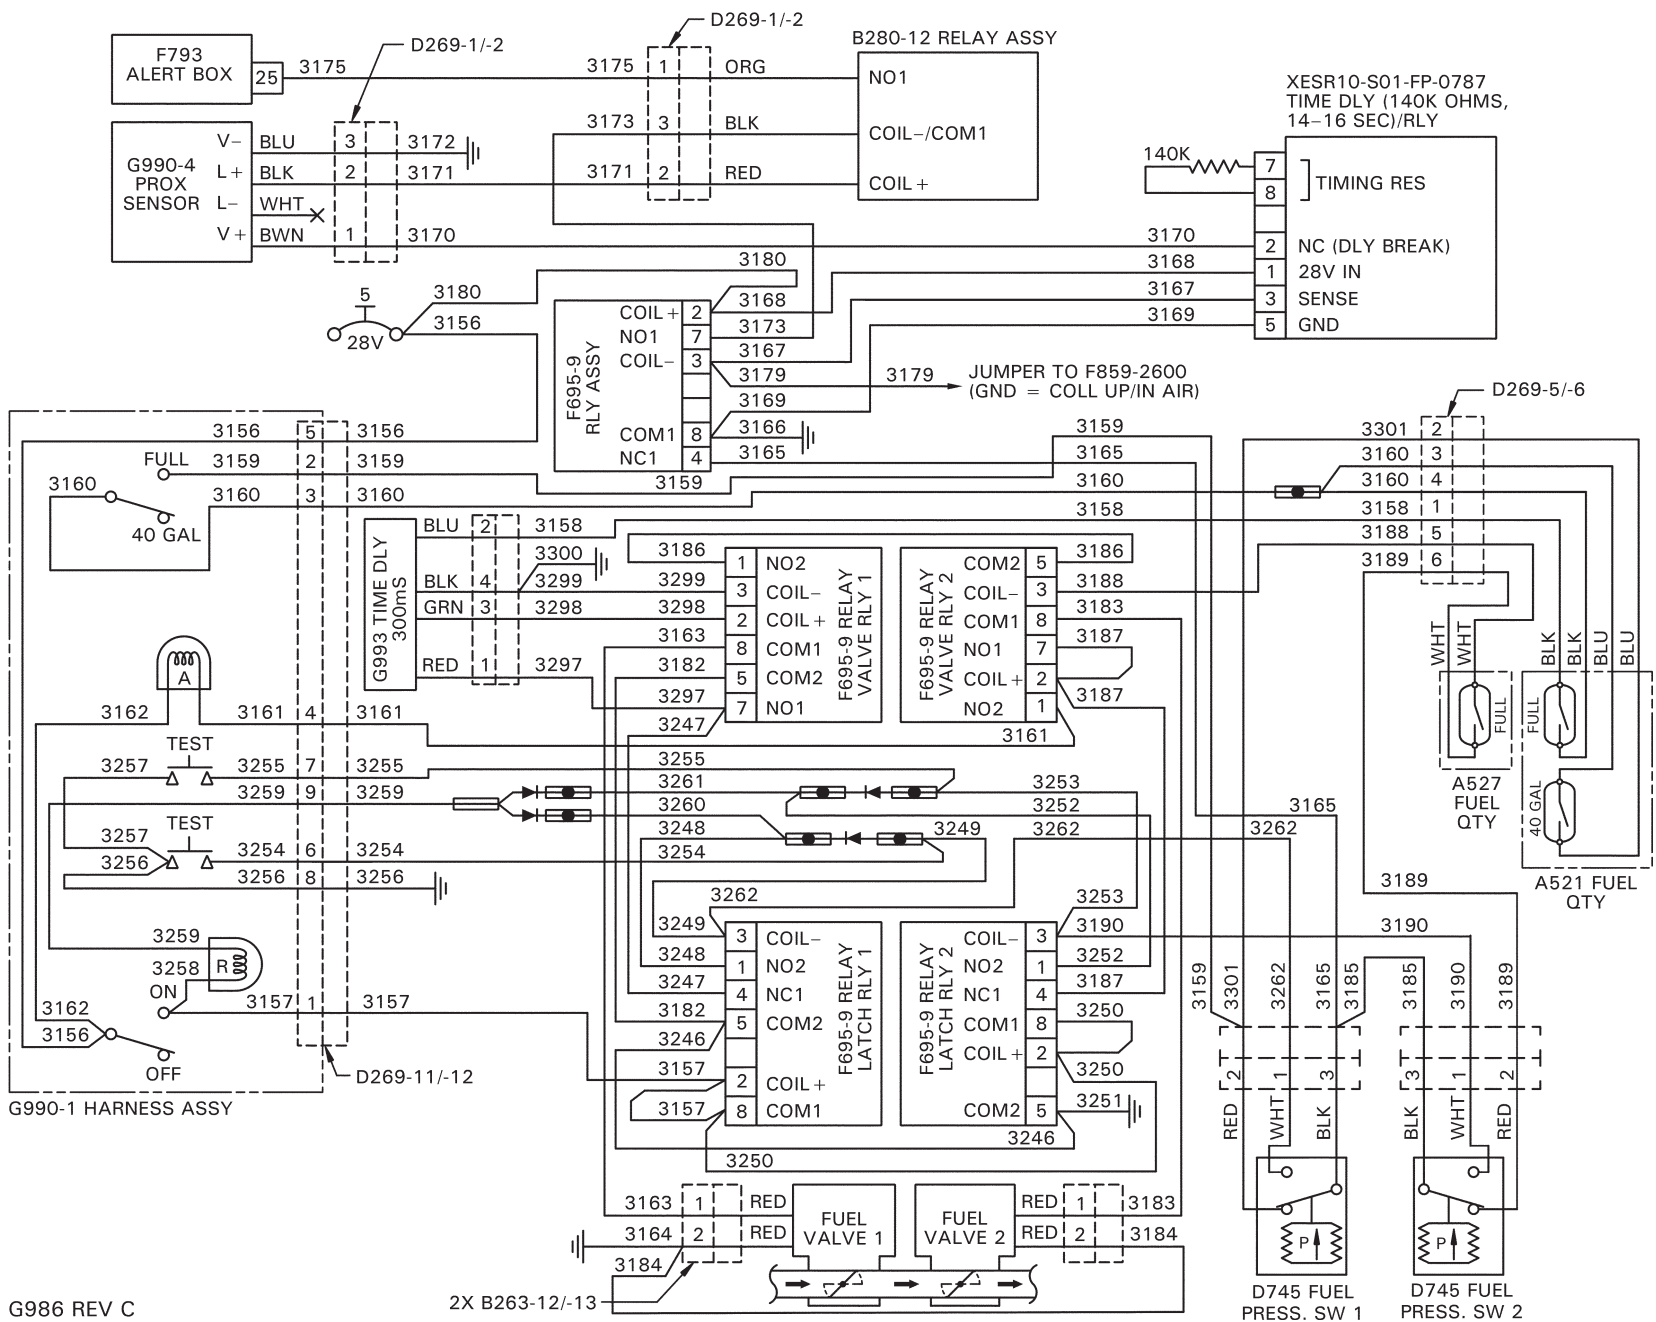 D269-1/-2
D269-1/-2
B280-12 RELAY ASSY
F793
ALERT BOX
25
3175
3175
1
ORG
NO1
3173
3
BLK
COIL-/COM1
3171
2
RED
COIL+
G990-4
PROX
SENSOR
V-
BLU
3
3172
L+
BLK
2
3171
L-
WHT
V+
BWN
1
3170
XESR10-S01-FP-0787
TIME DLY (140K OHMS,
14-16 SEC)/RLY
140K
7
8
TIMING RES
3170
2
NC (DLY BREAK)
3168
1
28V IN
3167
3
SENSE
3169
5
GND
5
28V
3180
3156
3180
F695-9
RLY ASSY
COIL+
2
3168
NO1
7
3173
COIL-
3
3167
3179
3179
JUMPER TO F859-2600
(GND = COLL UP/IN AIR)
3169
COM1
8
3166
NC1
4
3165
3159
3159
3165
3160
3158
D269-5/-6
3301
2
3160
3
3160
4
3158
1
3188
5
3189
6
3156
5
3156
FULL
3159
2
3159
3160
3160
3
3160
40 GAL
G993 TIME DLY
300mS
BLU
2
3158
3300
BLK
4
3299
GRN
3
3298
RED
1
3297
F695-9 RELAY
VALVE RLY 1
3186
1
NO2
3299
3
COIL-
3298
2
COIL+
3163
8
COM1
3182
5
COM2
3297
7
NO1
3247
F695-9 RELAY
VALVE RLY 2
COM2
5
3186
COIL-
3
3188
COM1
8
3183
NO1
7
3187
COIL+
2
3187
NO2
1
3161
WHT
WHT
BLK
BLK
BLU
BLU
FULL
FULL
40 GAL
A527
FUEL
QTY
A521 FUEL
QTY
A
3162
3161
4
3161
TEST
3257
3255
7
3255
3255
3259
9
3259
3261
3253
3260
3252
3248
3249
3262
3262
3165
TEST
3257
3256
3254
6
3254
3254
3256
8
3256
3189
3259
R
3258
ON
3157
1
3157
3162
3156
OFF
D269-11/-12
G990-1 HARNESS ASSY
F695-9 RELAY
LATCH RLY 1
3262
3249
3
COIL-
3248
1
NO2
3247
4
NC1
3182
5
COM2
3246
3157
2
COIL+
3157
8
COM1
3250
F695-9 RELAY
LATCH RLY 2
3253
COIL-
3
3190
3190
NO2
1
3252
NC1
4
3187
COM1
8
3250
COIL+
2
3250
COM2
5
3251
3246
3159
3301
3262
3165
3185
3185
3190
3189
2
1
3
3
1
2
RED
WHT
BLK
BLK
WHT
RED
P
P
D745 FUEL
PRESS. SW 1
D745 FUEL
PRESS. SW 2
3163
1
RED
3164
2
RED
3184
FUEL
VALVE 1
FUEL
VALVE 2
RED
1
3183
RED
2
3184
2X B263-12/-13
G986 REV C